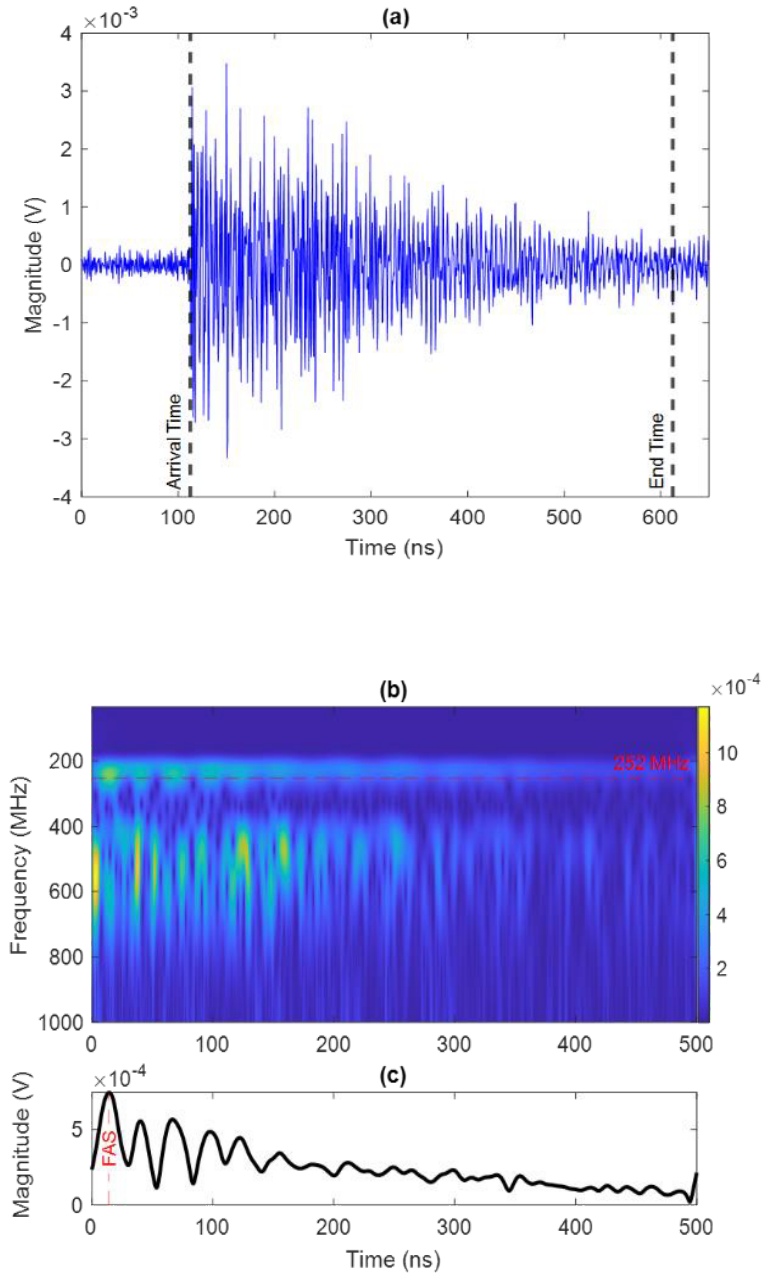 (a)
×10-3
4
3
2
1
0
-1
-2
-3
-4
Magnitude (V)
Arrival Time
End Time
0 100 200 300 400 500 600
Time (ns)
(b)
×10-4
200
400
600
800
1000
Frequency (MHz)
252 MHz
10
8
6
4
2
0 100 200 300 400 500
(c)
×10-4
5
0
Magnitude (V)
FAS
0 100 200 300 400 500
Time (ns)